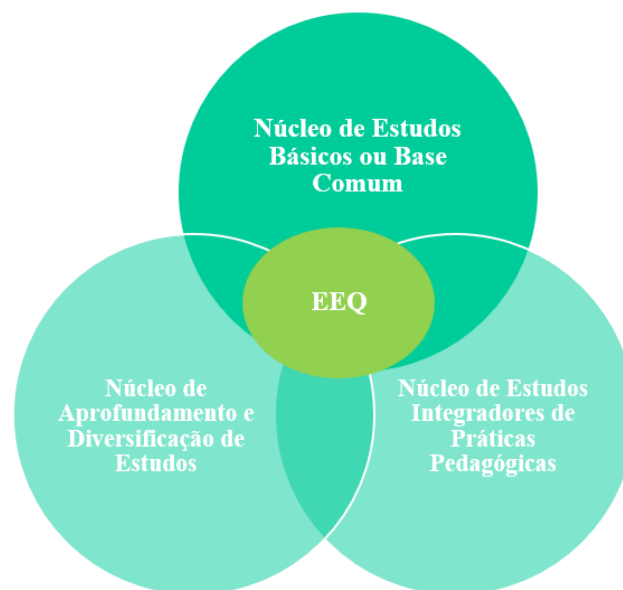 Núcleo de Estudos
Básicos ou Base
Comum
EEQ
Núcleo de
Aprofundamento e
Diversificação de
Estudos
Núcleo de Estudos
Integradores de
Práticas
Pedagógicas